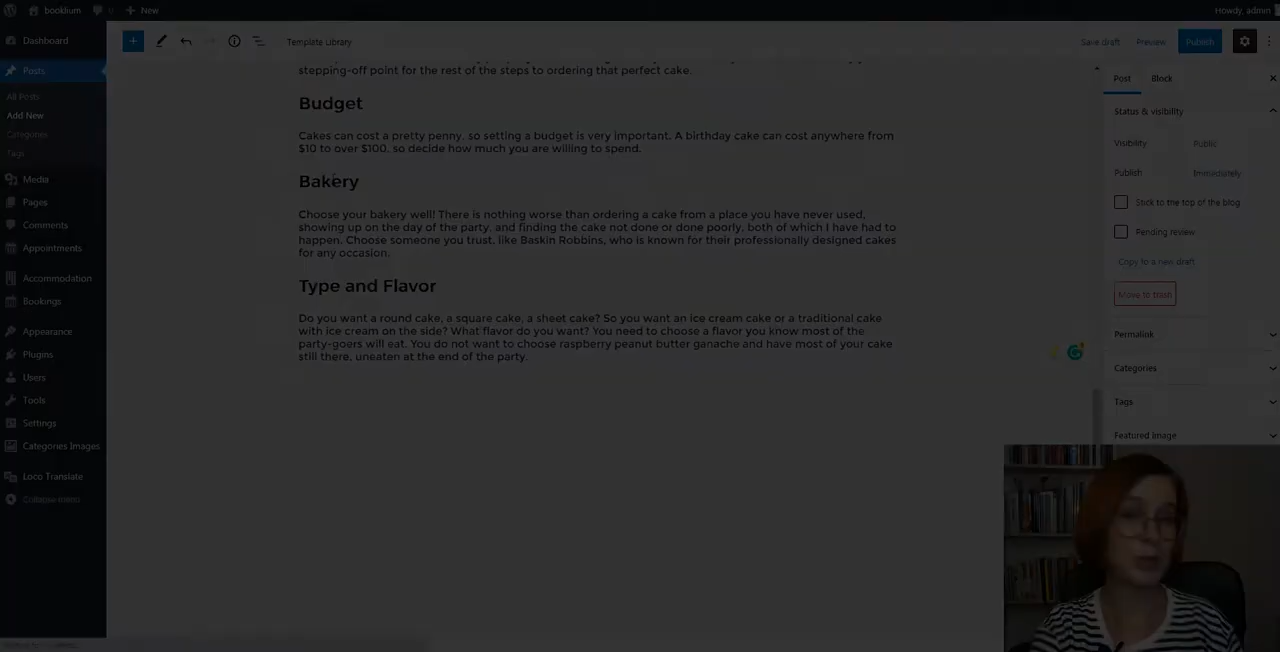 booklium
0
New
Howdy, admin
Dashboard
Posts
All Posts
Add New
Categories
Tags
Media
Pages
Comments
Appointments
Accommodation
Bookings
Appearance
Plugins
Users
Tools
Settings
Categories Images
Loco Translate
Collapse menu
Template Library
Save draft
Preview
Publish
stepping-off point for the rest of the steps to ordering that perfect cake.
Budget
Cakes can cost a pretty penny, so setting a budget is very important. A birthday cake can cost anywhere from
$10 to over $100, so decide how much you are willing to spend.
Bakery
Choose your bakery well! There is nothing worse than ordering a cake from a place you have never used,
showing up on the day of the party, and finding the cake not done or done poorly, both of which I have had to
happen. Choose someone you trust, like Baskin Robbins, who is known for their professionally designed cakes
for any occasion.
Type and Flavor
Do you want a round cake, a square cake, a sheet cake? So you want an ice cream cake or a traditional cake
with ice cream on the side? What flavor do you want? You need to choose a flavor you know most of the
party-goers will eat. You do not want to choose raspberry peanut butter ganache and have most of your cake
still there, uneaten at the end of the party.
Post
Block
Status & visibility
Visibility
Public
Publish
Immediately
Stick to the top of the blog
Pending review
Copy to a new draft
Move to trash
Permalink
Categories
Tags
Featured image